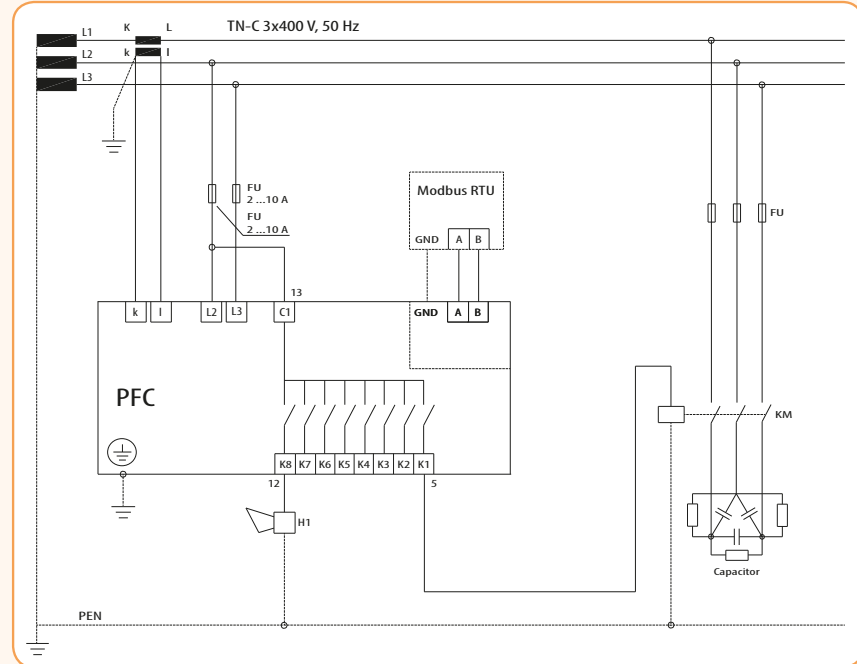 TN-C 3x400 V, 50 Hz
L1
K
L
L2
k
l
L3
FU
2 ...10 A
FU
2 ...10 A
Modbus RTU
GND
A
B
FU
13
k
l
L2
L3
C1
GND
A
B
PFC
KM
K8
K7
K6
K5
K4
K3
K2
K1
12
5
H1
Capacitor
PEN